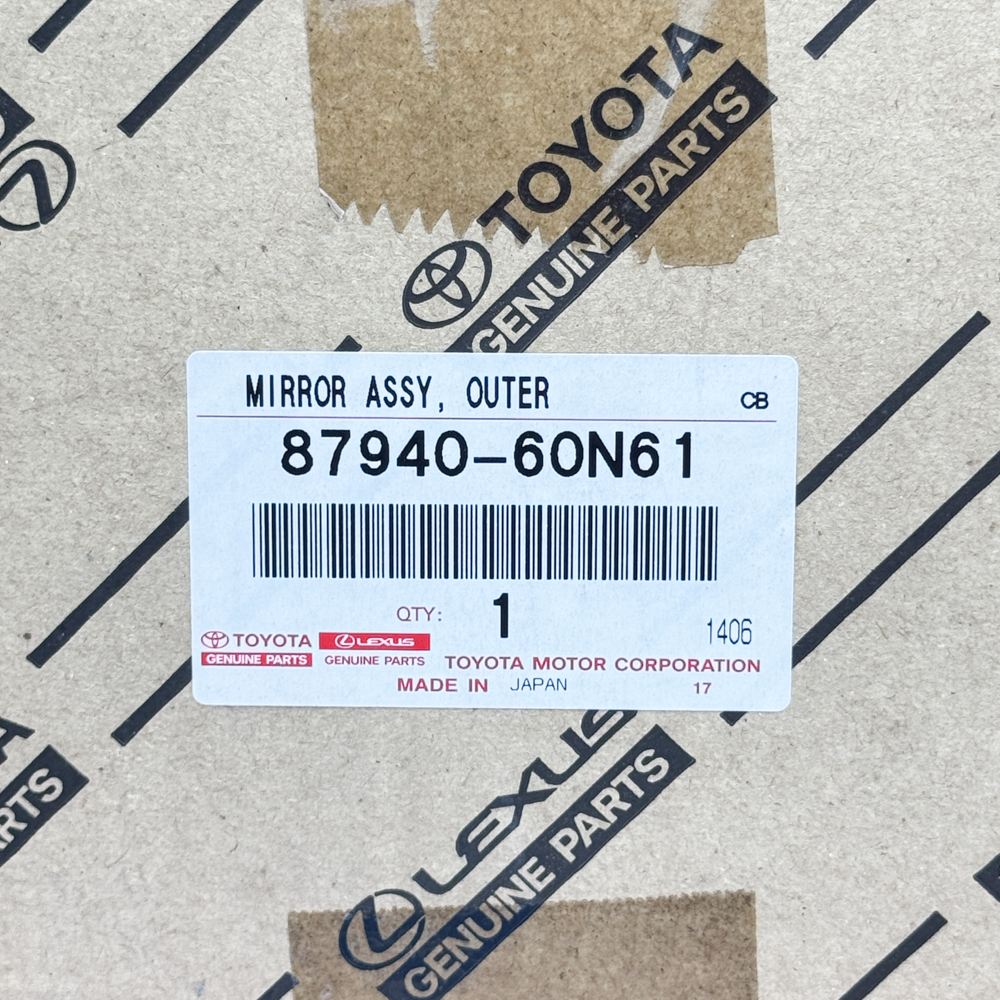 TOYOTA
GENUINE PARTS
MIRROR ASSY, OUTER
CB
87940-60N61
QTY: 1
1406
TOYOTA
GENUINE PARTS
LEXUS
GENUINE PARTS
TOYOTA MOTOR CORPORATION
MADE IN JAPAN
17
LEXUS
GENUINE PARTS